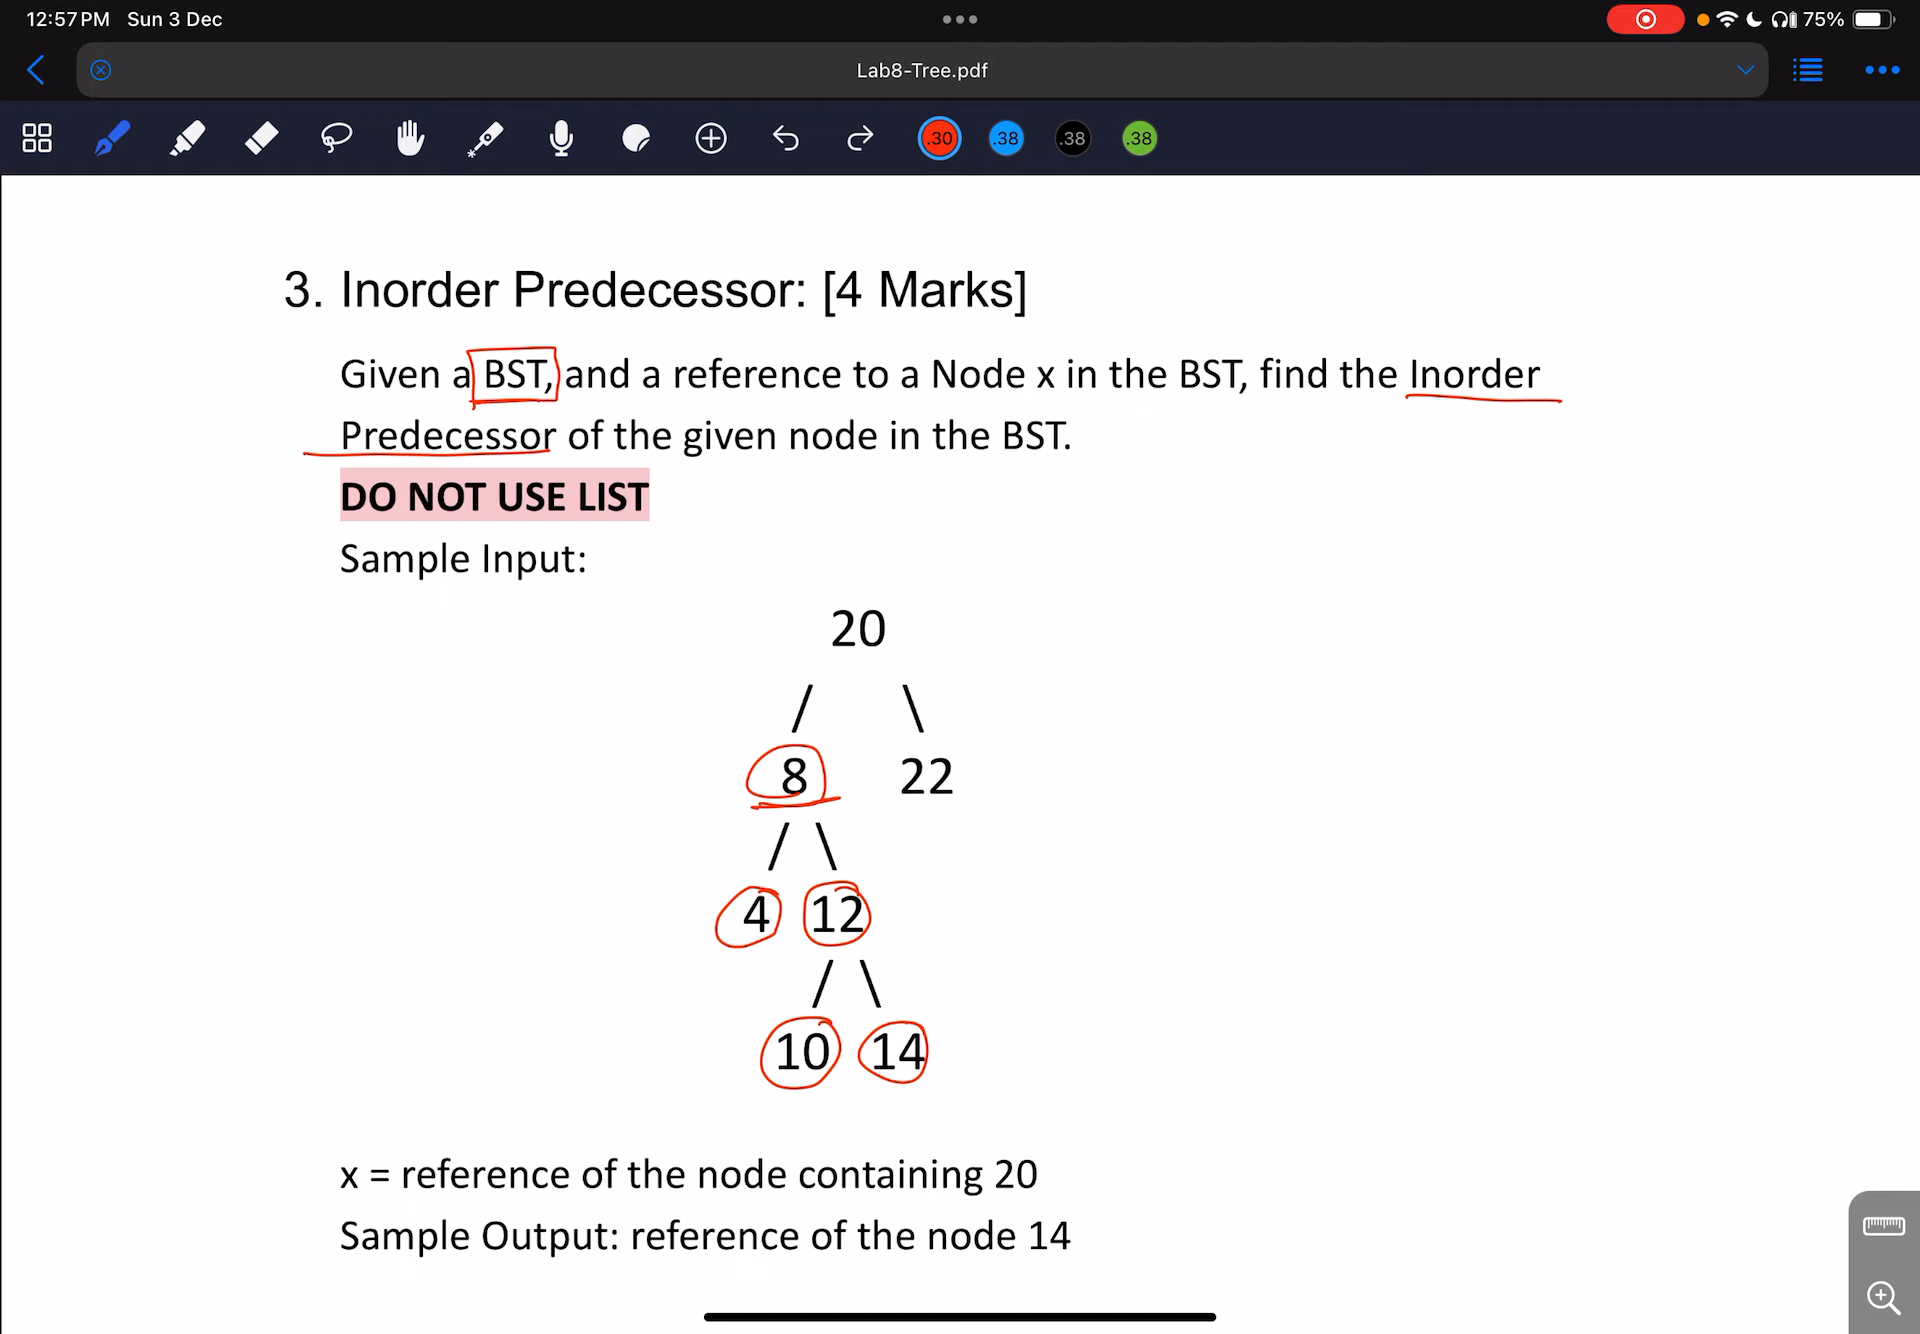 12:57 PM Sun 3 Dec
75%
Lab8-Tree.pdf
.30 .38 .38 .38
3. Inorder Predecessor: [4 Marks]
Given a BST, and a reference to a Node x in the BST, find the Inorder
Predecessor of the given node in the BST.
DO NOT USE LIST
Sample Input:
20
/ \
8 22
/ \
4 12
/ \
10 14
x = reference of the node containing 20
Sample Output: reference of the node 14